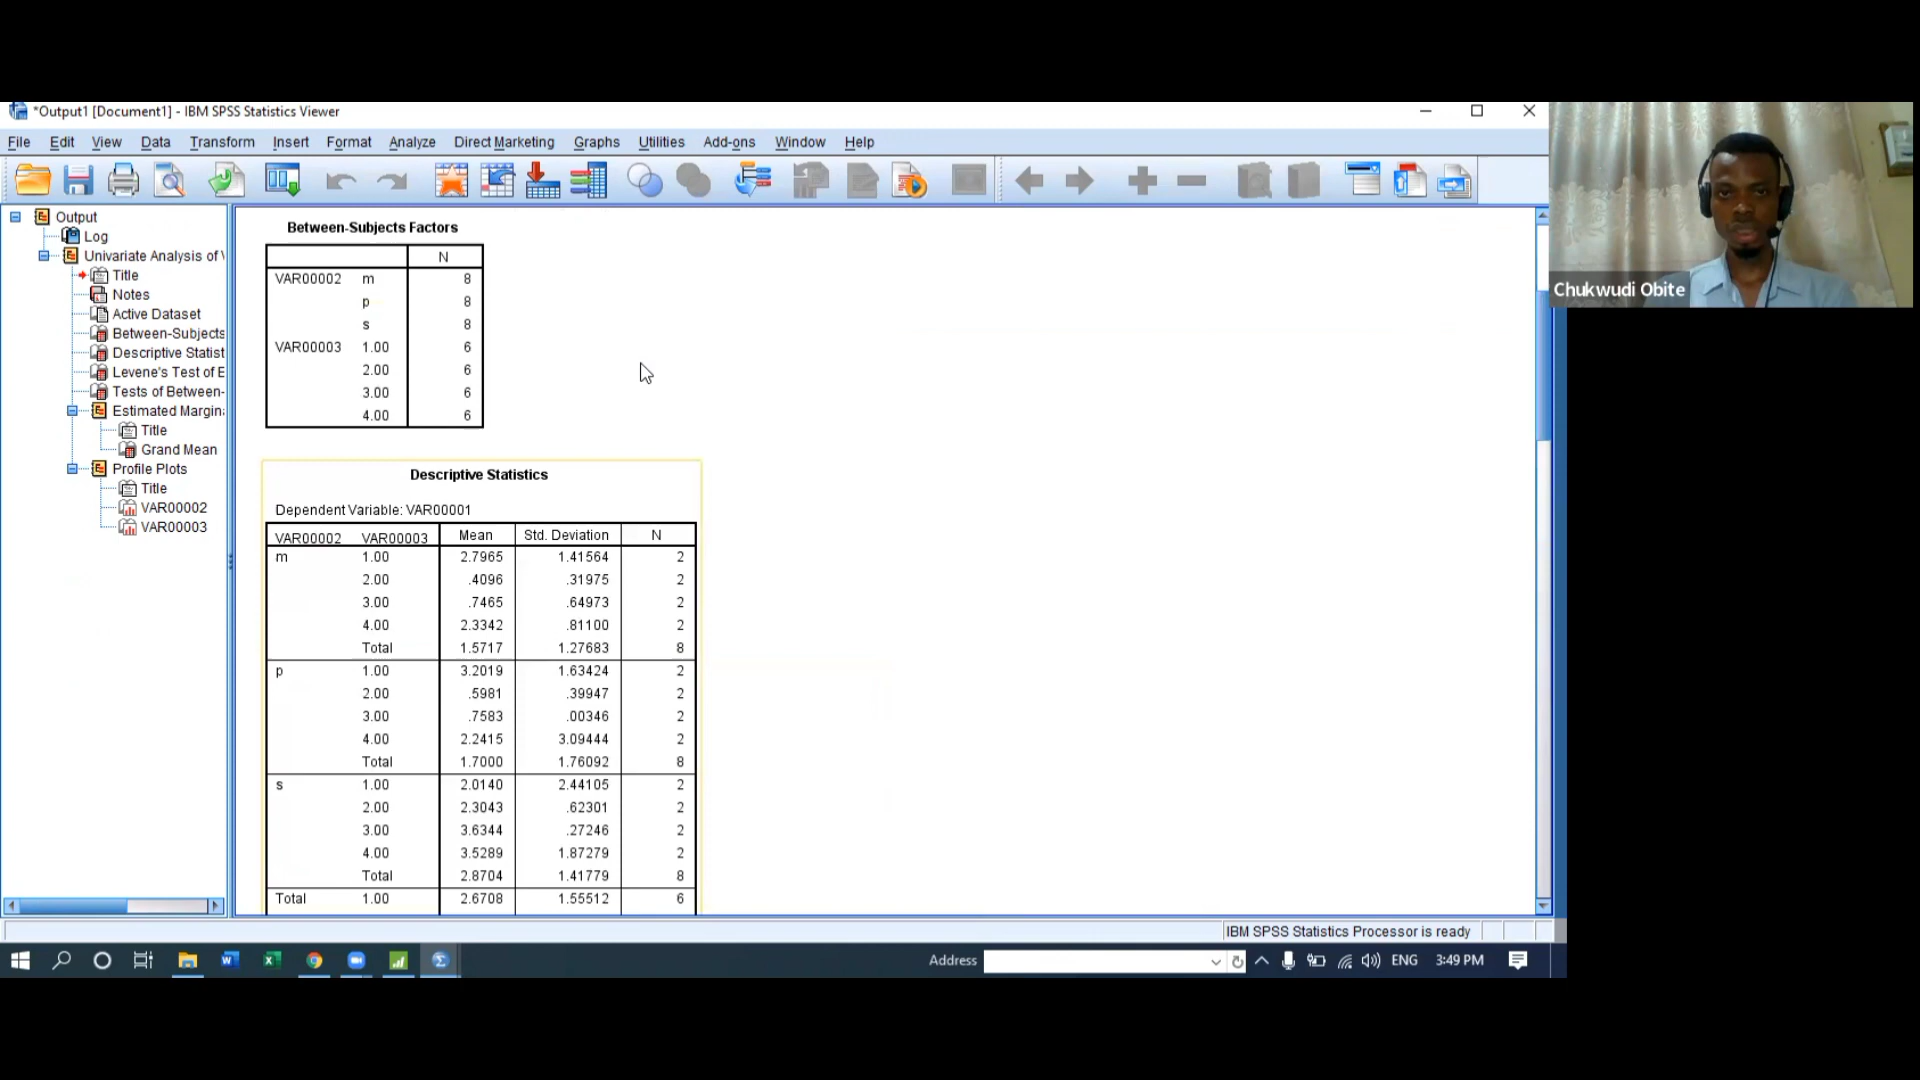 *Output1 [Document1] - IBM SPSS Statistics Viewer
File Edit View Data Transform Insert Format Analyze Direct Marketing Graphs Utilities Add-ons Window Help
Output
Log
Univariate Analysis of V
Title
Notes
Active Dataset
Between-Subjects
Descriptive Statist
Levene's Test of E
Tests of Between-
Estimated Margina
Title
Grand Mean
Profile Plots
Title
VAR00002
VAR00003
Between-Subjects Factors
N
VAR00002 m 8
p 8
s 8
VAR00003 1.00 6
2.00 6
3.00 6
4.00 6
Descriptive Statistics
Dependent Variable: VAR00001
VAR00002 VAR00003 Mean Std. Deviation N
m 1.00 2.7965 1.41564 2
2.00 .4096 .31975 2
3.00 .7465 .64973 2
4.00 2.3342 .81100 2
Total 1.5717 1.27683 8
p 1.00 3.2019 1.63424 2
2.00 .5981 .39947 2
3.00 .7583 .00346 2
4.00 2.2415 3.09444 2
Total 1.7000 1.76092 8
s 1.00 2.0140 2.44105 2
2.00 2.3043 .62301 2
3.00 3.6344 .27246 2
4.00 3.5289 1.87279 2
Total 2.8704 1.41779 8
Total 1.00 2.6708 1.55512 6
Chukwudi Obite
IBM SPSS Statistics Processor is ready
Address ENG 3:49 PM